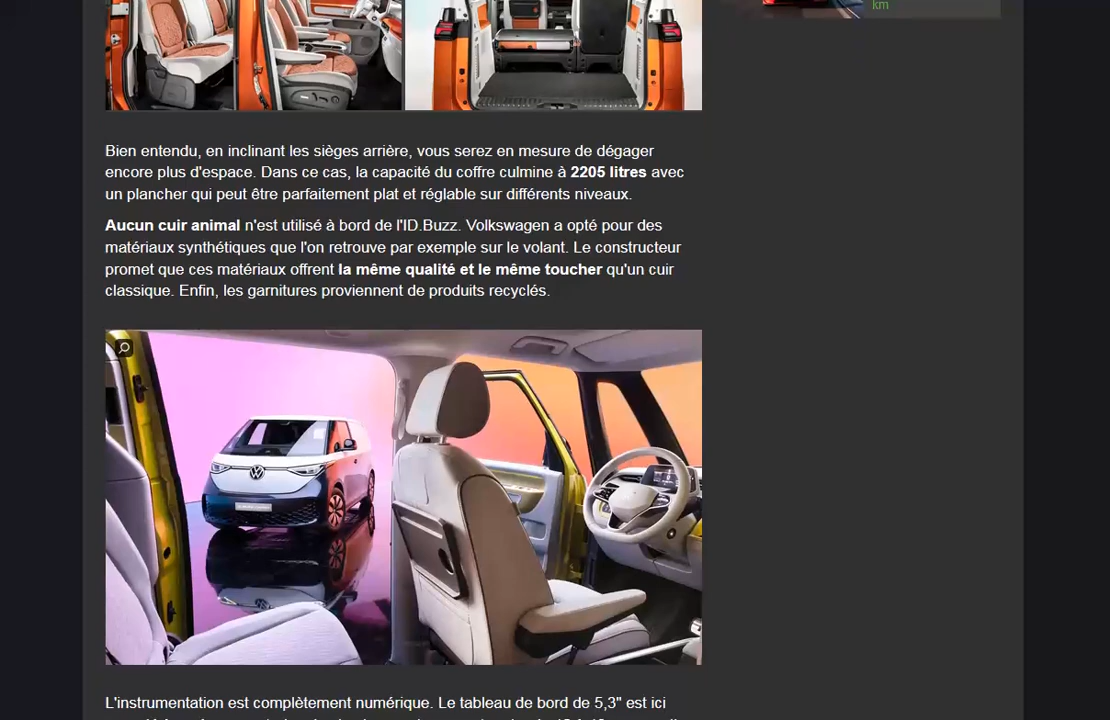 km
Bien entendu, en inclinant les sièges arrière, vous serez en mesure de dégager
encore plus d'espace. Dans ce cas, la capacité du coffre culmine à 2205 litres avec
un plancher qui peut être parfaitement plat et réglable sur différents niveaux.
Aucun cuir animal n'est utilisé à bord de l'ID.Buzz. Volkswagen a opté pour des
matériaux synthétiques que l'on retrouve par exemple sur le volant. Le constructeur
promet que ces matériaux offrent la même qualité et le même toucher qu'un cuir
classique. Enfin, les garnitures proviennent de produits recyclés.
L'instrumentation est complètement numérique. Le tableau de bord de 5,3" est ici